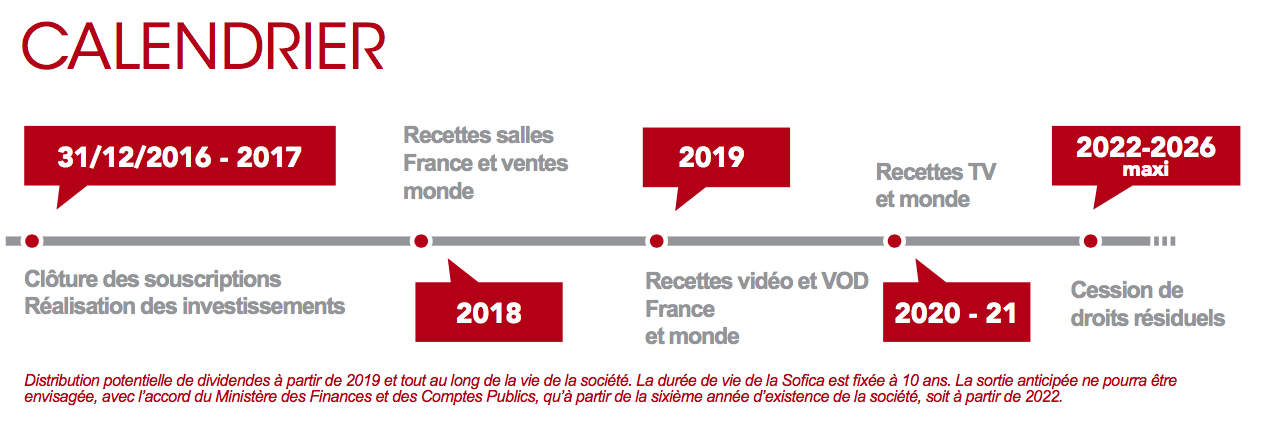 CALENDRIER
31/12/2016 - 2017
Clôture des souscriptions
Réalisation des investissements
Recettes salles
France et ventes
monde
2018
2019
Recettes vidéo et VOD
France
et monde
Recettes TV
et monde
2020 - 21
2022-2026
maxi
Cession de
droits résiduels
Distribution potentielle de dividendes à partir de 2019 et tout au long de la vie de la société. La durée de vie de la Sofica est fixée à 10 ans. La sortie anticipée ne pourra être
envisagée, avec l'accord du Ministère des Finances et des Comptes Publics, qu'à partir de la sixième année d'existence de la société, soit à partir de 2022.